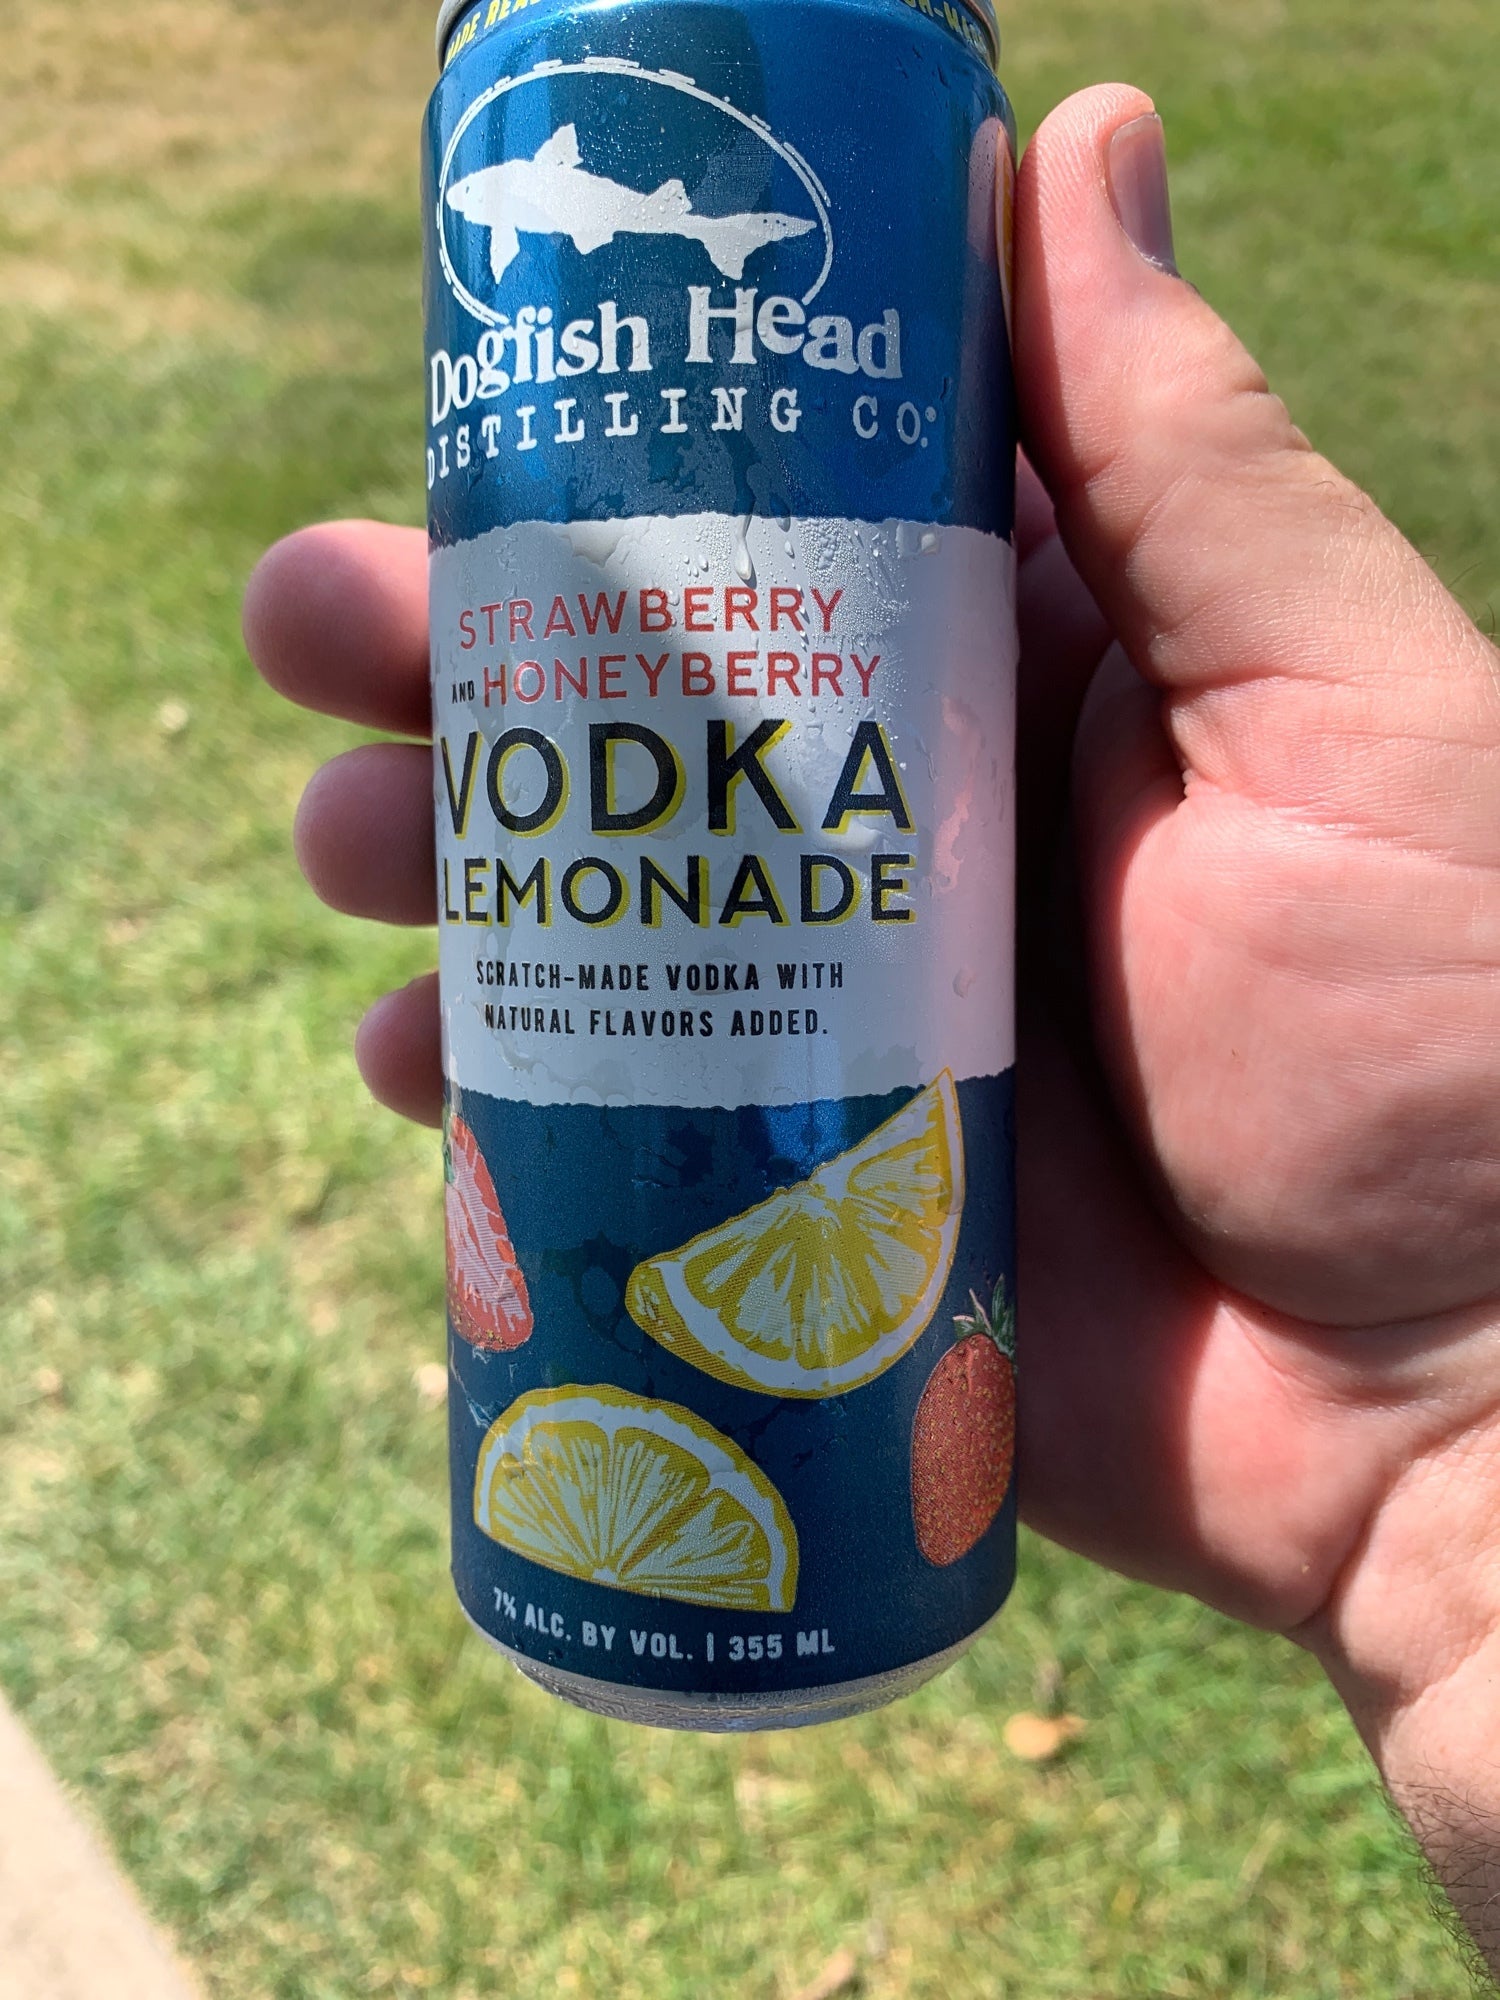 Dogfish Head
DISTILLING CO.
STRAWBERRY
AND HONEYBERRY
VODKA
LEMONADE
SCRATCH-MADE VODKA WITH
NATURAL FLAVORS ADDED.
7% ALC. BY VOL. | 355 ML